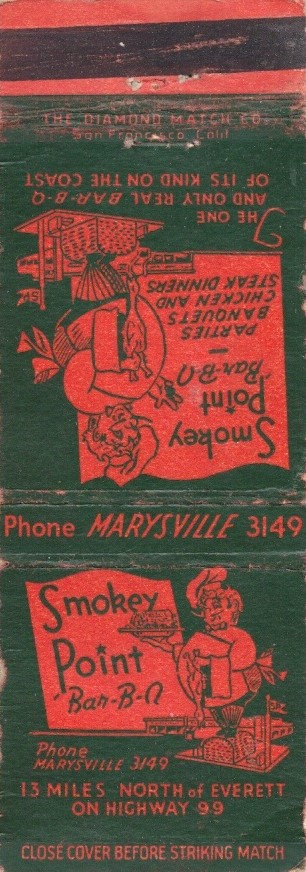 THE DIAMOND MATCH CO.
San Francisco, Calif.
Smokey
Point
"Bar-B-Q
—
PARTIES
BANQUETS
CHICKEN AND
STEAK DINNERS
THE ONE
AND ONLY REAL BAR-B-Q
OF ITS KIND ON THE COAST
Phone MARYSVILLE 3149
Smokey
Point
"Bar-B-Q
Phone
MARYSVILLE 3149
13 MILES NORTH of EVERETT
ON HIGHWAY 99
CLOSE COVER BEFORE STRIKING MATCH